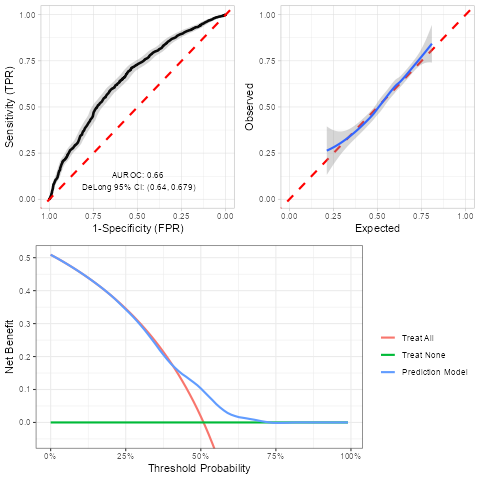 Sensitivity (TPR)
1.00
0.75
0.50
0.25
0.00
AUROC: 0.66
DeLong 95% CI: (0.64, 0.679)
1.00 0.75 0.50 0.25 0.00
1-Specificity (FPR)
Observed
1.00
0.75
0.50
0.25
0.00
0.00 0.25 0.50 0.75 1.00
Expected
Net Benefit
0.5
0.4
0.3
0.2
0.1
0.0
0% 25% 50% 75% 100%
Threshold Probability
Treat All
Treat None
Prediction Model